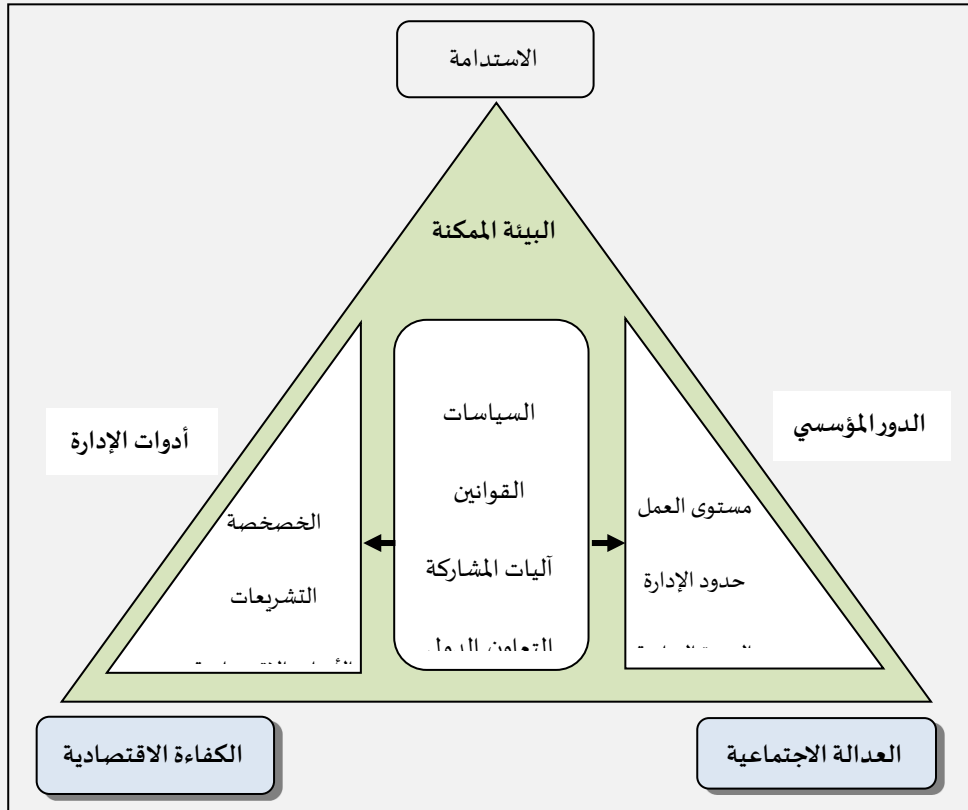 الاستدامة
البيئة الممكنة
الدور المؤسسي
مستوى العمل
حدود الإدارة
السياسات
القوانين
آليات المشاركة
التعاون
أدوات الإدارة
الخصخصة
التشريعات
العدالة الاجتماعية
الكفاءة الاقتصادية